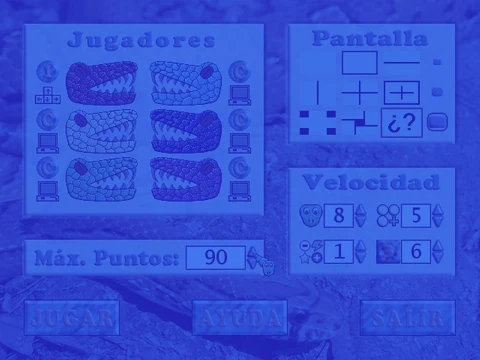 Jugadores
Pantalla
¿?
Velocidad
8 5
1 6
Máx. Puntos: 90
JUGAR AYUDA SALIR